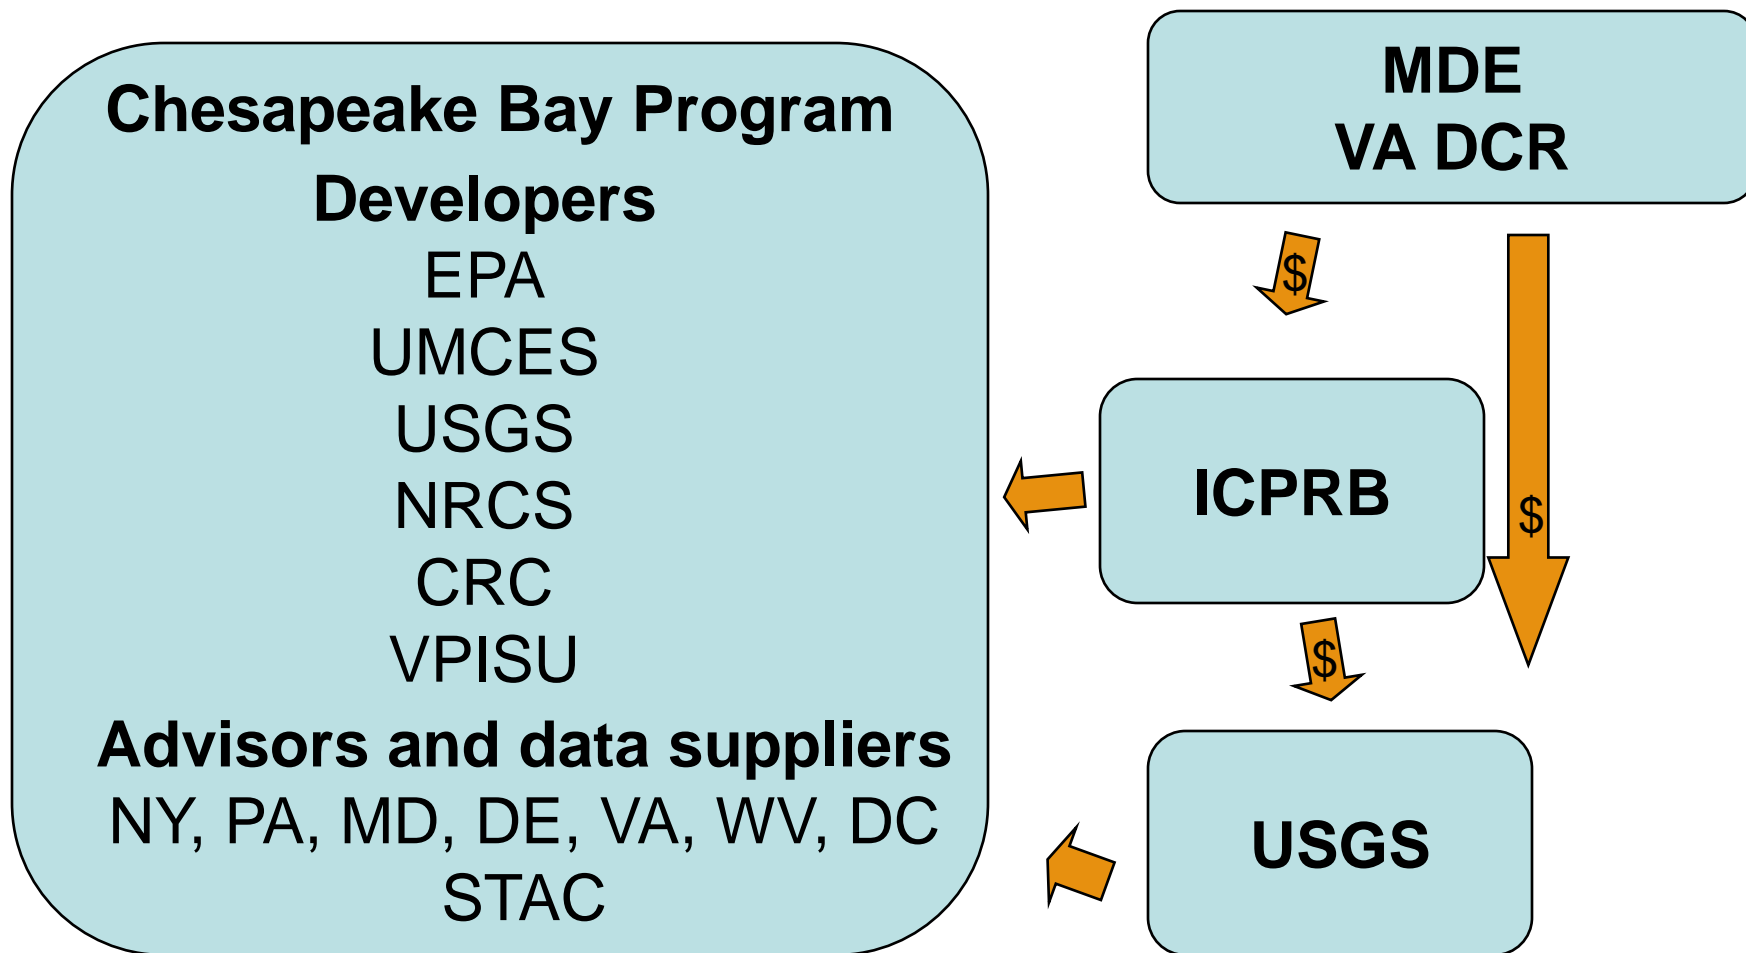 Chesapeake Bay Program
Developers
EPA
UMCES
USGS
NRCS
CRC
VPISU
Advisors and data suppliers
NY, PA, MD, DE, VA, WV, DC
STAC
MDE
VA DCR
$
$
ICPRB
$
USGS